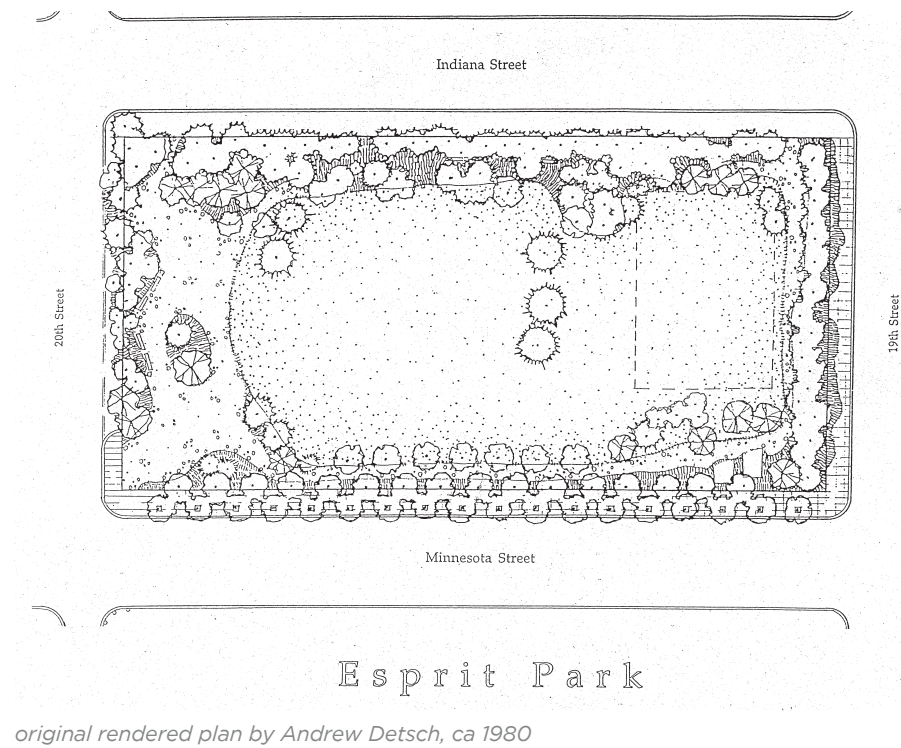 Indiana Street
20th Street
19th Street
Minnesota Street
Esprit Park
original rendered plan by Andrew Detsch, ca 1980